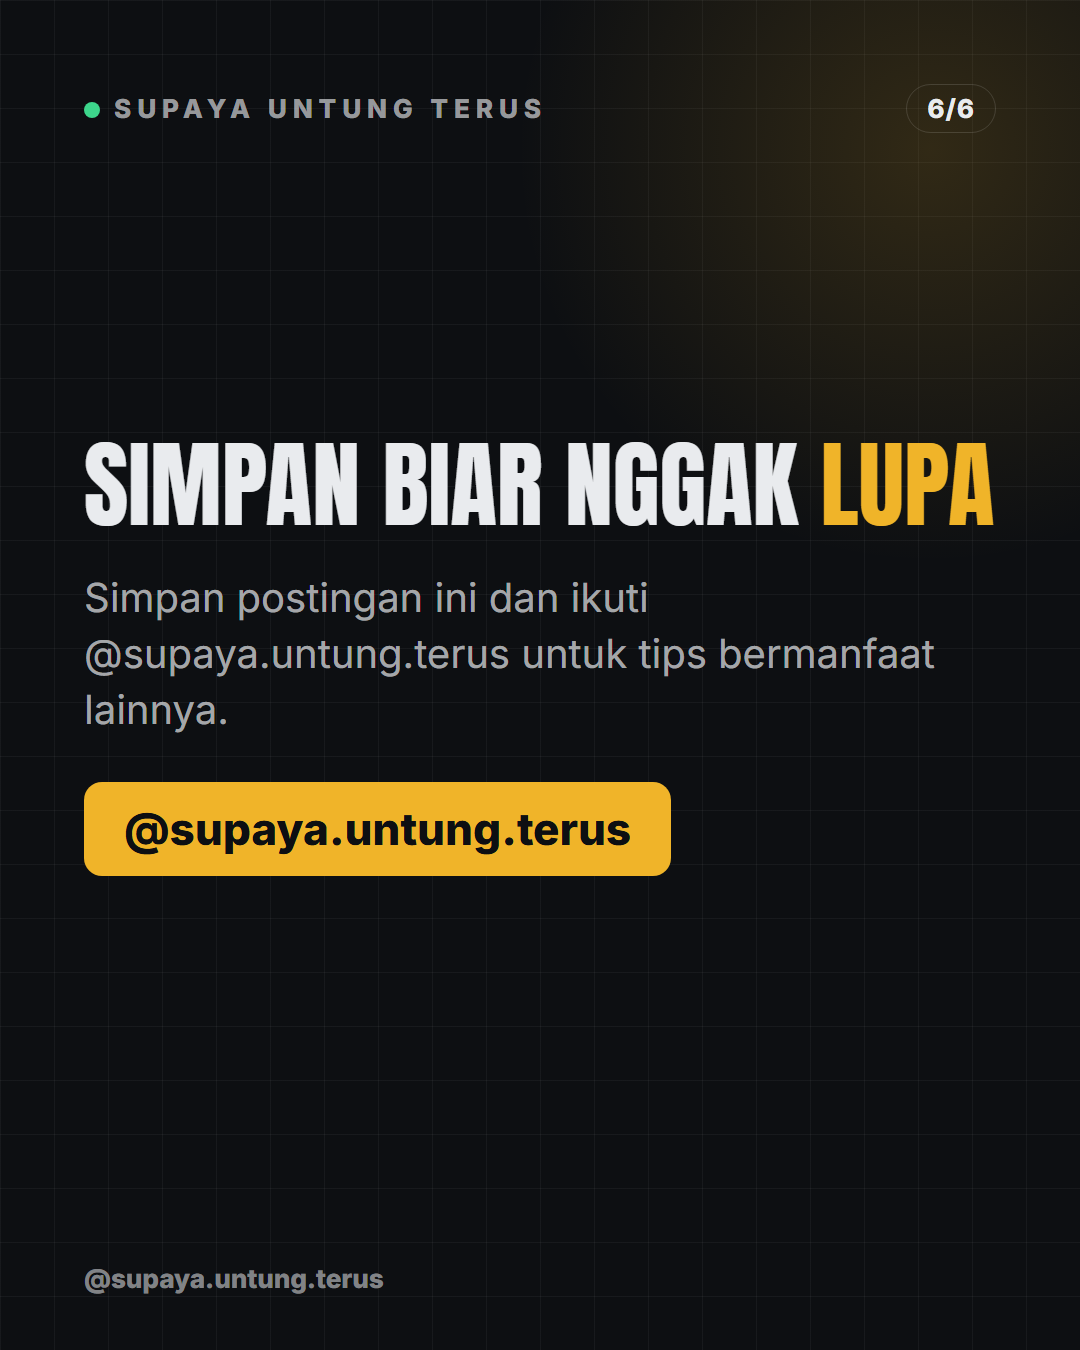 SUPAYA UNTUNG TERUS
6/6
SIMPAN BIAR NGGAK LUPA
Simpan postingan ini dan ikuti
@supaya.untung.terus untuk tips bermanfaat
lainnya.
@supaya.untung.terus
@supaya.untung.terus